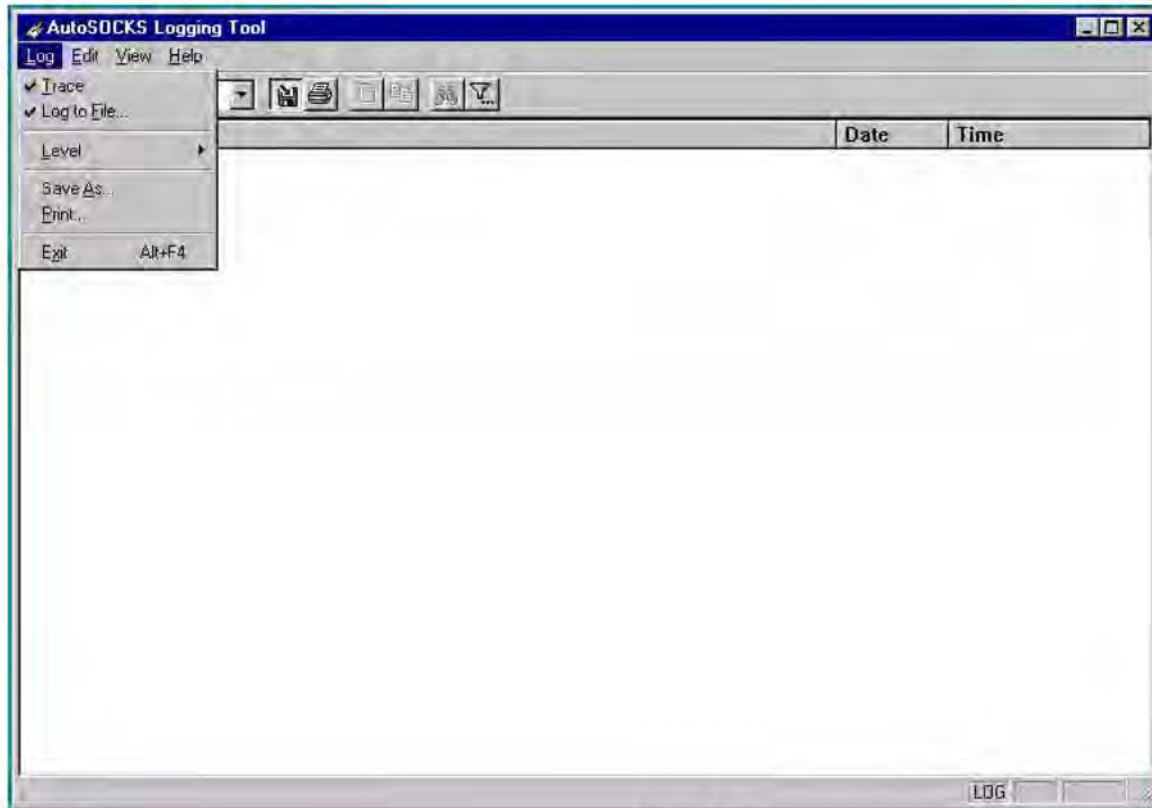 AutoSOCKS Logging Tool
Log Edit View Help
Trace
Log to File...
Date Time
Level
Save As...
Print...
Exit Alt+F4
LOG